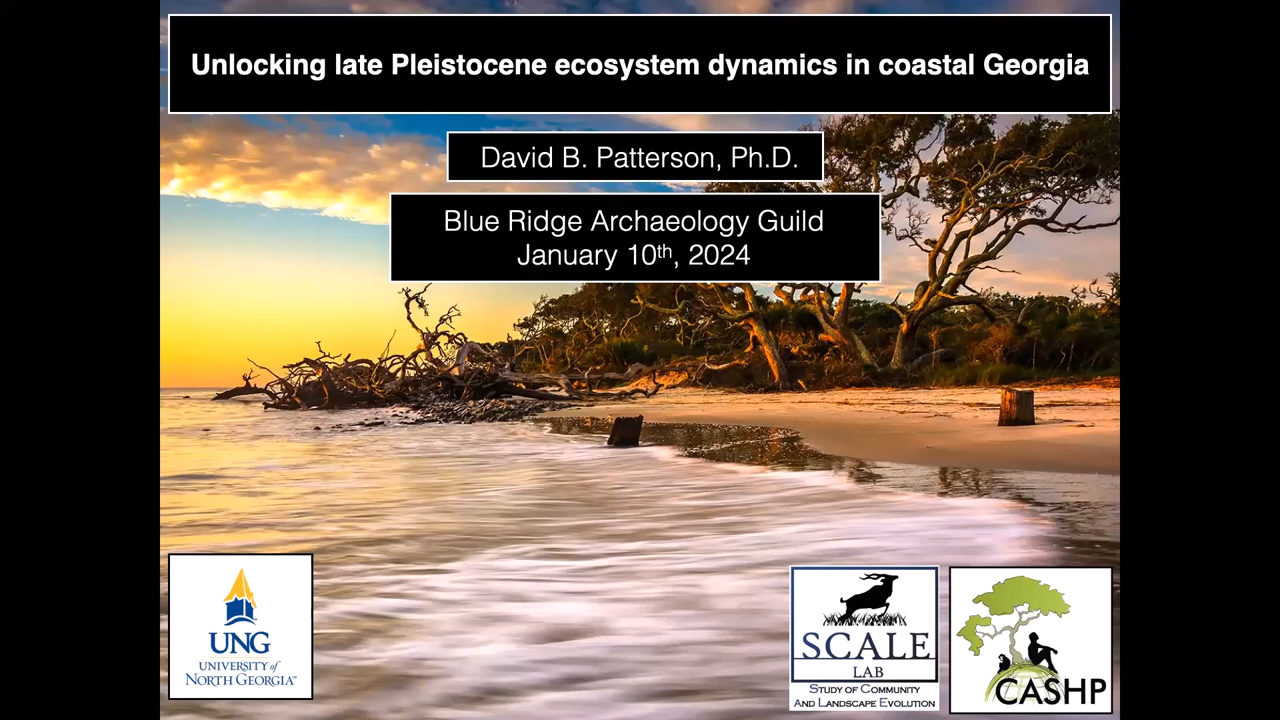 Unlocking late Pleistocene ecosystem dynamics in coastal Georgia
David B. Patterson, Ph.D.
Blue Ridge Archaeology Guild
January 10th, 2024
UNG
UNIVERSITY of
NORTH GEORGIA™
SCALE
LAB
STUDY OF COMMUNITY
AND LANDSCAPE EVOLUTION
CASHP